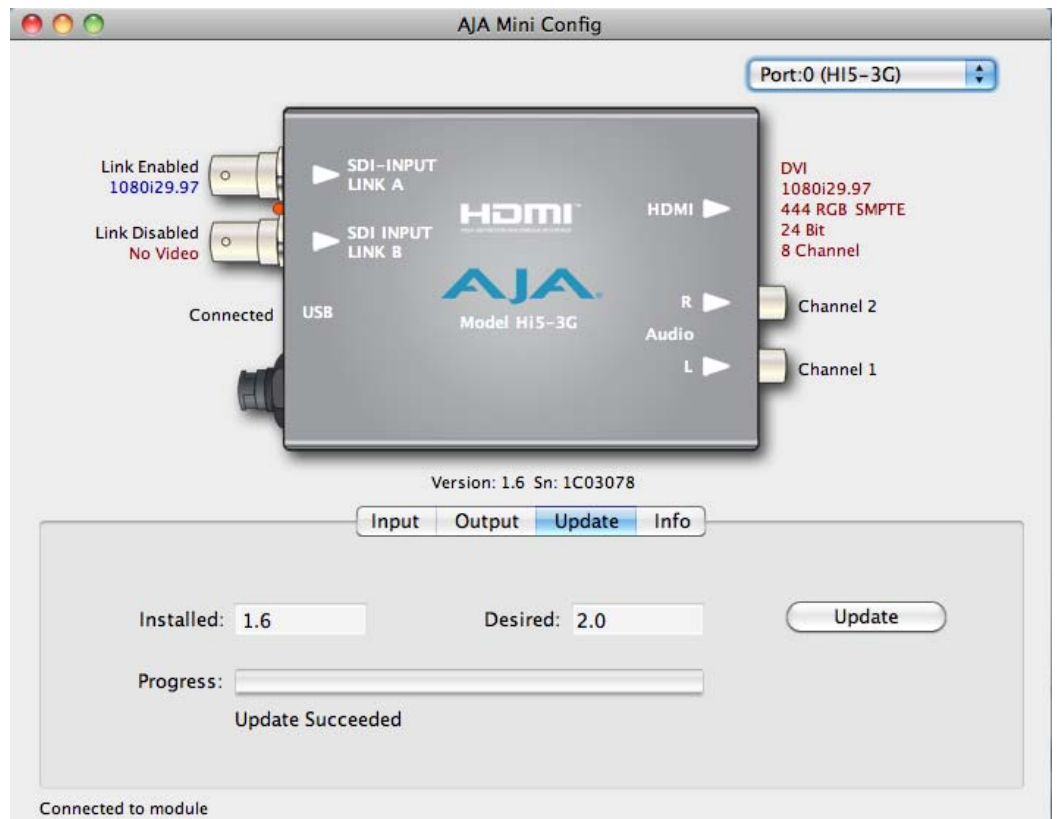 AJA Mini Config
Port:0 (HI5-3G)
Link Enabled
1080i29.97
Link Disabled
No Video
Connected
SDI-INPUT
LINK A
SDI INPUT
LINK B
USB
HDMI
AJA
Model Hi5-3G
HDMI
R
Audio
L
DVI
1080i29.97
444 RGB SMPTE
24 Bit
8 Channel
Channel 2
Channel 1
Version: 1.6 Sn: 1C03078
Input Output Update Info
Installed: 1.6 Desired: 2.0 Update
Progress:
Update Succeeded
Connected to module